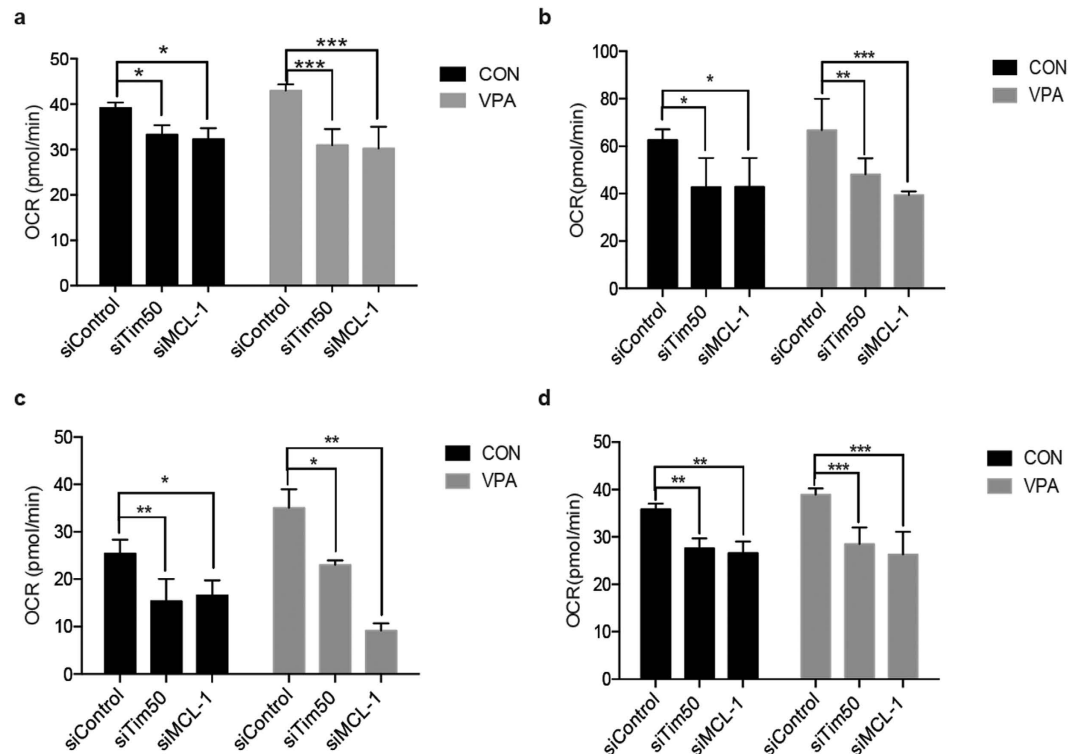 a
OCR (pmol/min)
50
40
30
20
10
0
*
*
***
***
siControl
siTim50
siMCL-1
siControl
siTim50
siMCL-1
CON
VPA
b
OCR(pmol/min)
100
80
60
40
20
0
*
*
***
**
siControl
siTim50
siMCL-1
siControl
siTim50
siMCL-1
CON
VPA
c
OCR (pmol/min)
50
40
30
20
10
0
*
**
**
*
siControl
siTim50
siMCL-1
siControl
siTim50
siMCL-1
CON
VPA
d
OCR(pmol/min)
50
40
30
20
10
0
**
**
***
***
siControl
siTim50
siMCL-1
siControl
siTim50
siMCL-1
CON
VPA